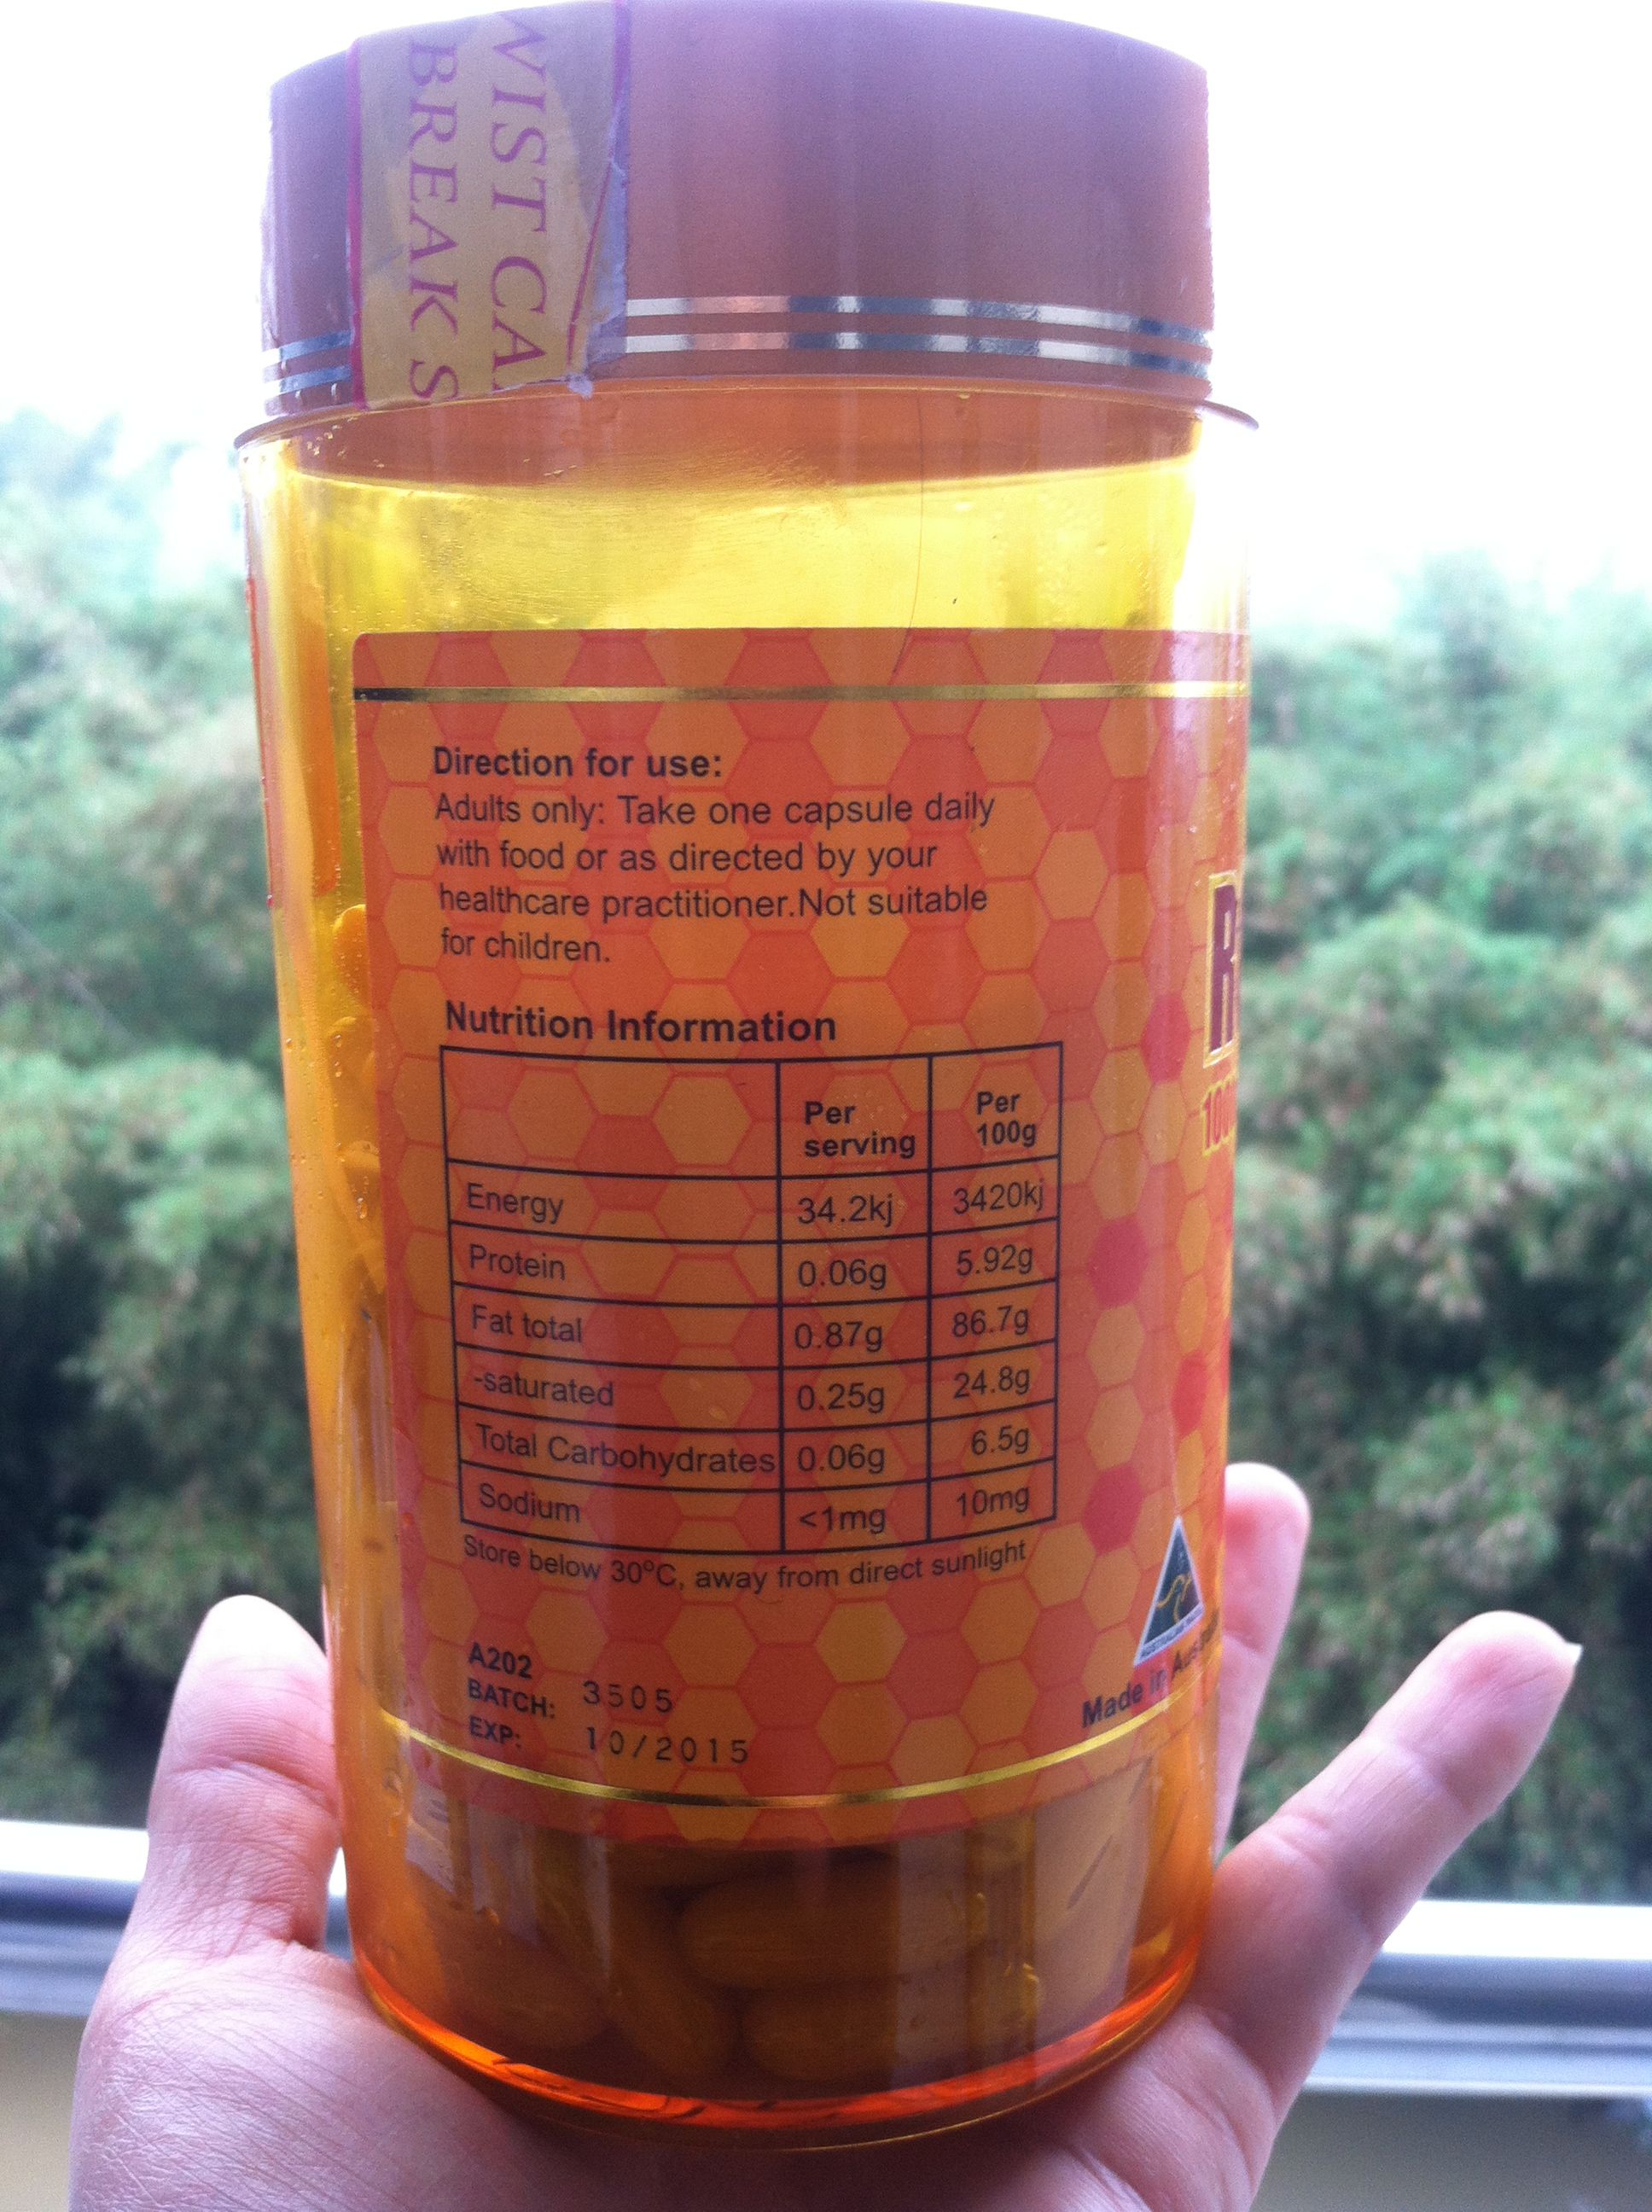 WIST CA
BREAK S
Direction for use:
Adults only: Take one capsule daily
with food or as directed by your
healthcare practitioner.Not suitable
for children.
Nutrition Information
Per serving Per 100g
Energy 34.2kj 3420kj
Protein 0.06g 5.92g
Fat total 0.87g 86.7g
-saturated 0.25g 24.8g
Total Carbohydrates 0.06g 6.5g
Sodium <1mg 10mg
Store below 30°C, away from direct sunlight
A202
BATCH: 3505
EXP: 10/2015
R
100
Made in